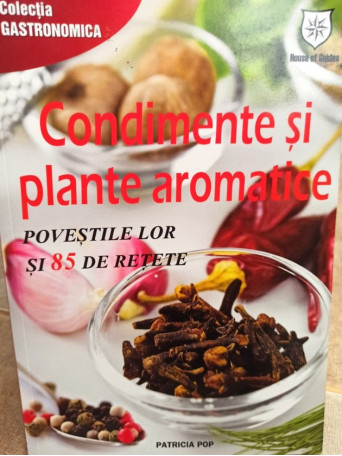 Colecția
GASTRONOMICA
House of Guides
Condimente și
plante aromatice
POVEȘTILE LOR
ȘI 85 DE REȚETE
PATRICIA POP